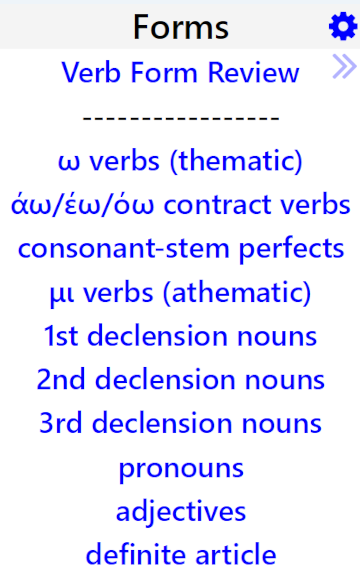 Forms
Verb Form Review
-----------------
ω verbs (thematic)
άω/έω/όω contract verbs
consonant-stem perfects
μι verbs (athematic)
1st declension nouns
2nd declension nouns
3rd declension nouns
pronouns
adjectives
definite article